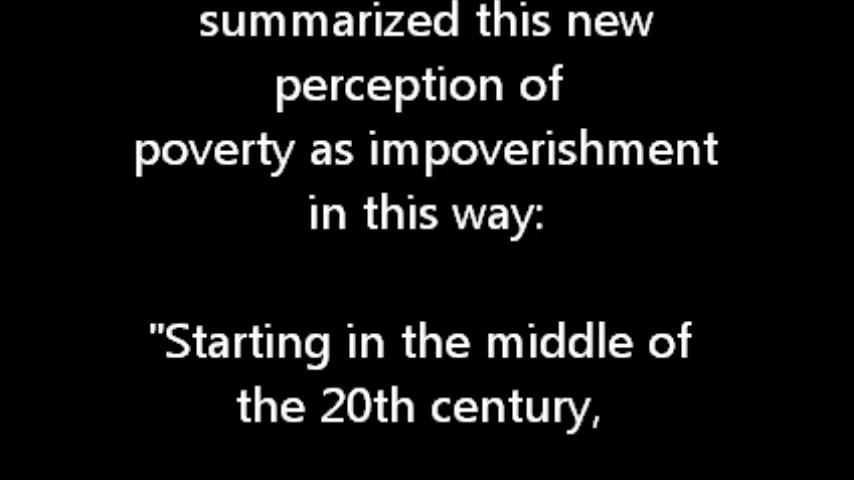 summarized this new
perception of
poverty as impoverishment
in this way:
"Starting in the middle of
the 20th century,